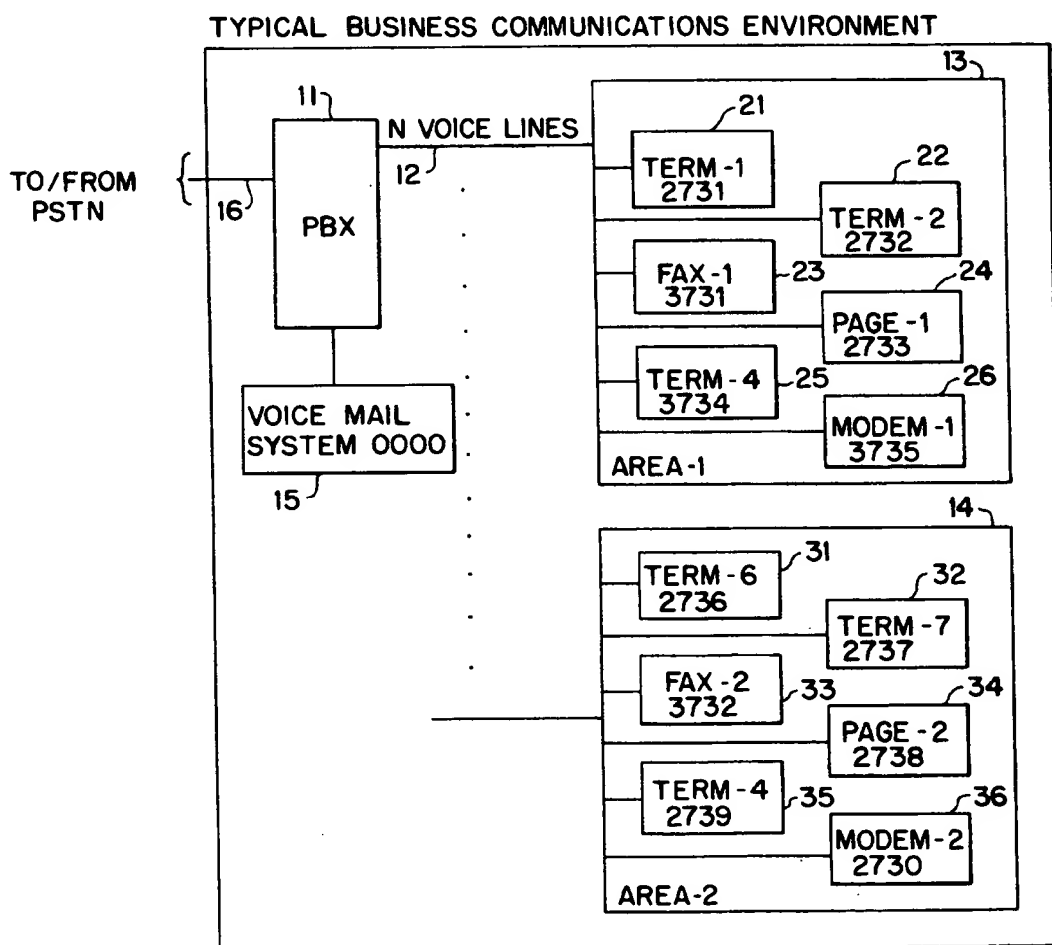 TYPICAL BUSINESS COMMUNICATIONS ENVIRONMENT
13
11
21
N VOICE LINES
12
22
TO/FROM
PSTN
16
PBX
TERM-1
2731
TERM-2
2732
FAX-1
3731
23
24
PAGE-1
2733
TERM-4
3734
25
26
VOICE MAIL
SYSTEM 0000
15
MODEM-1
3735
AREA-1
14
31
TERM-6
2736
32
TERM-7
2737
FAX-2
3732
33
34
PAGE-2
2738
TERM-4
2739
35
36
MODEM-2
2730
AREA-2